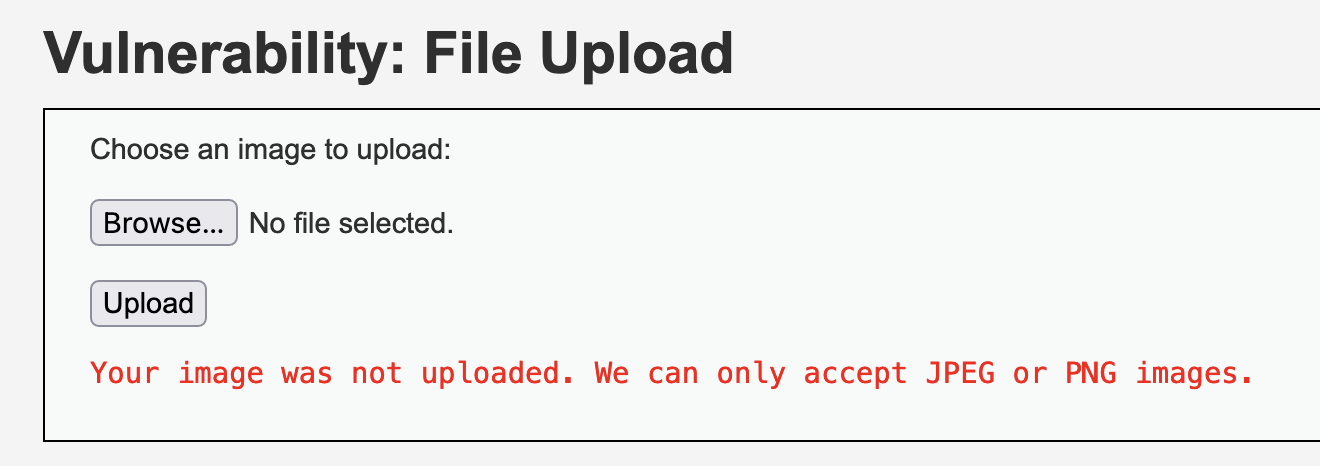 Vulnerability: File Upload
Choose an image to upload:
Browse... No file selected.
Upload
Your image was not uploaded. We can only accept JPEG or PNG images.